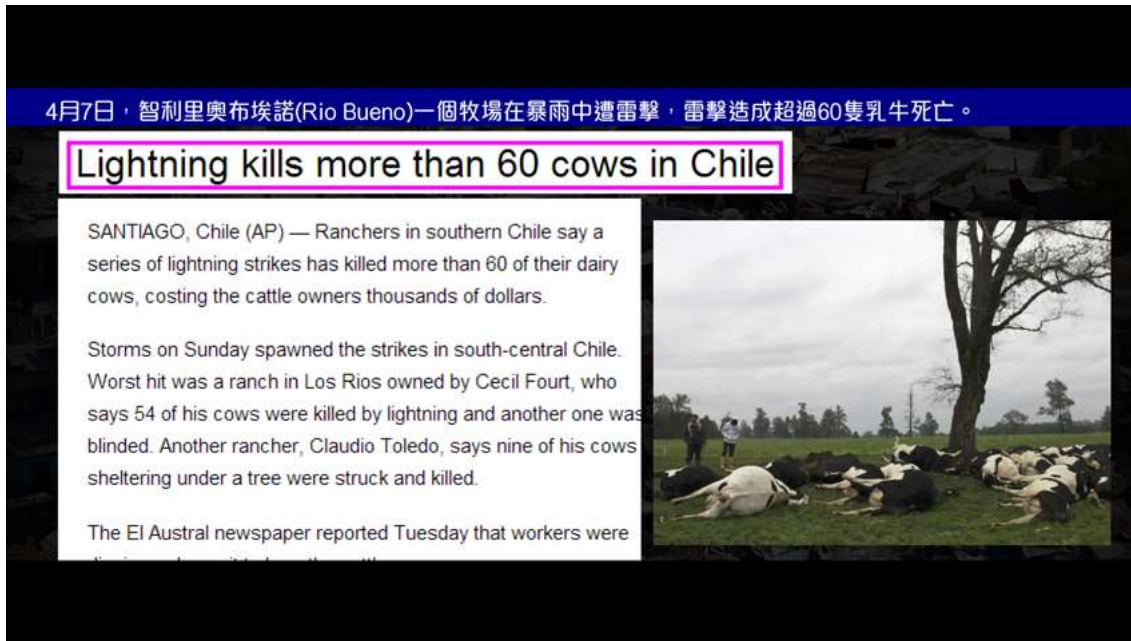 4月7日，智利里奧布埃諾(Rio Bueno)一個牧場在暴雨中遭雷擊，雷擊造成超過60隻乳牛死亡。
Lightning kills more than 60 cows in Chile
SANTIAGO, Chile (AP) — Ranchers in southern Chile say a
series of lightning strikes has killed more than 60 of their dairy
cows, costing the cattle owners thousands of dollars.
Storms on Sunday spawned the strikes in south-central Chile.
Worst hit was a ranch in Los Rios owned by Cecil Fourt, who
says 54 of his cows were killed by lightning and another one was
blinded. Another rancher, Claudio Toledo, says nine of his cows
sheltering under a tree were struck and killed.
The El Austral newspaper reported Tuesday that workers were